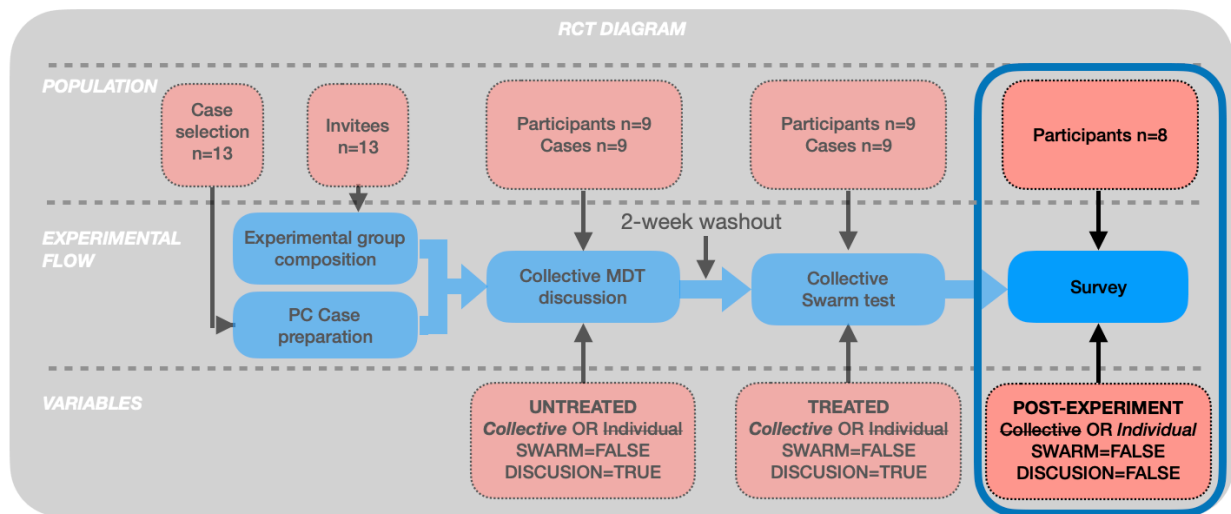 RCT DIAGRAM
POPULATION
Case
selection
n=13
Invitees
n=13
Participants n=9
Cases n=9
Participants n=9
Cases n=9
Participants n=8
2-week washout
EXPERIMENTAL
FLOW
Experimental group
composition
PC Case
preparation
Collective MDT
discussion
Collective
Swarm test
Survey
VARIABLES
UNTREATED
Collective OR Individual
SWARM=FALSE
DISCUSION=TRUE
TREATED
Collective OR Individual
SWARM=FALSE
DISCUSION=TRUE
POST-EXPERIMENT
Collective OR Individual
SWARM=FALSE
DISCUSION=FALSE